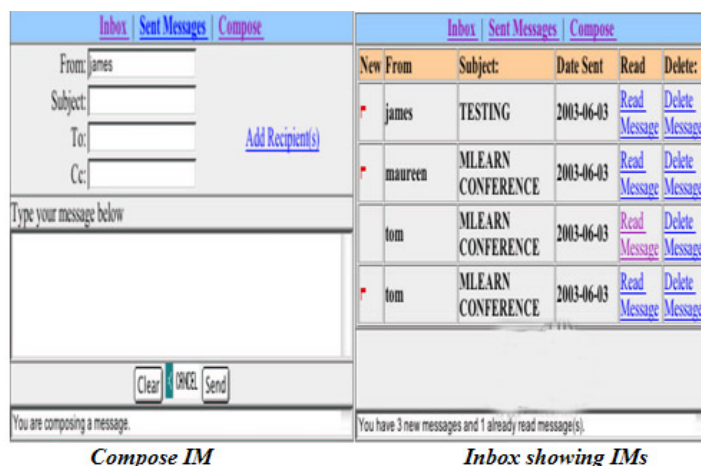 Inbox | Sent Messages | Compose
From: james
Subject:
To:
Add Recipient(s)
Cc:
Type your message below
Clear CANCEL Send
You are composing a message.
Compose IM
Inbox | Sent Messages | Compose
New From Subject: Date Sent Read Delete:
james TESTING 2003-06-03 Read Message Delete Message
maureen MLEARN CONFERENCE 2003-06-03 Read Message Delete Message
tom MLEARN CONFERENCE 2003-06-03 Read Message Delete Message
tom MLEARN CONFERENCE 2003-06-03 Read Message Delete Message
You have 3 new messages and 1 already read message(s).
Inbox showing IMs